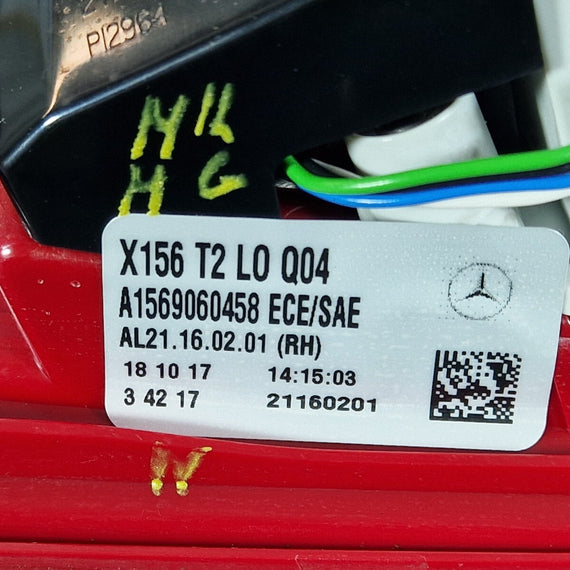 PI2964
X156 T2 LO Q04
A1569060458 ECE/SAE
AL21.16.02.01 (RH)
18 10 17 14:15:03
3 42 17 21160201